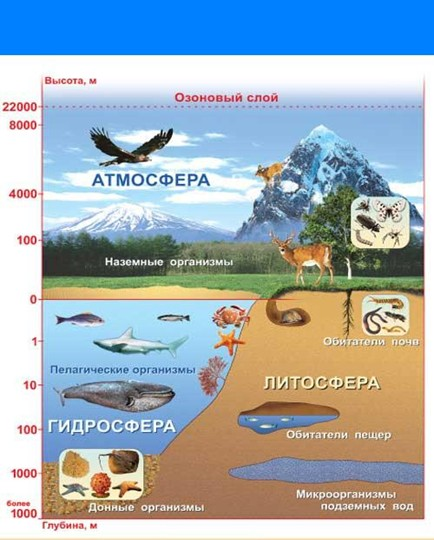 Высота, м
Озоновый слой
22000
8000
АТМОСФЕРА
4000
100
Наземные организмы
0
Обитатели почв
1
Пелагические организмы
ЛИТОСФЕРА
10
ГИДРОСФЕРА
100
Обитатели пещер
1000
Микроорганизмы
подземных вод
более
1000
Донные организмы
Глубина, м